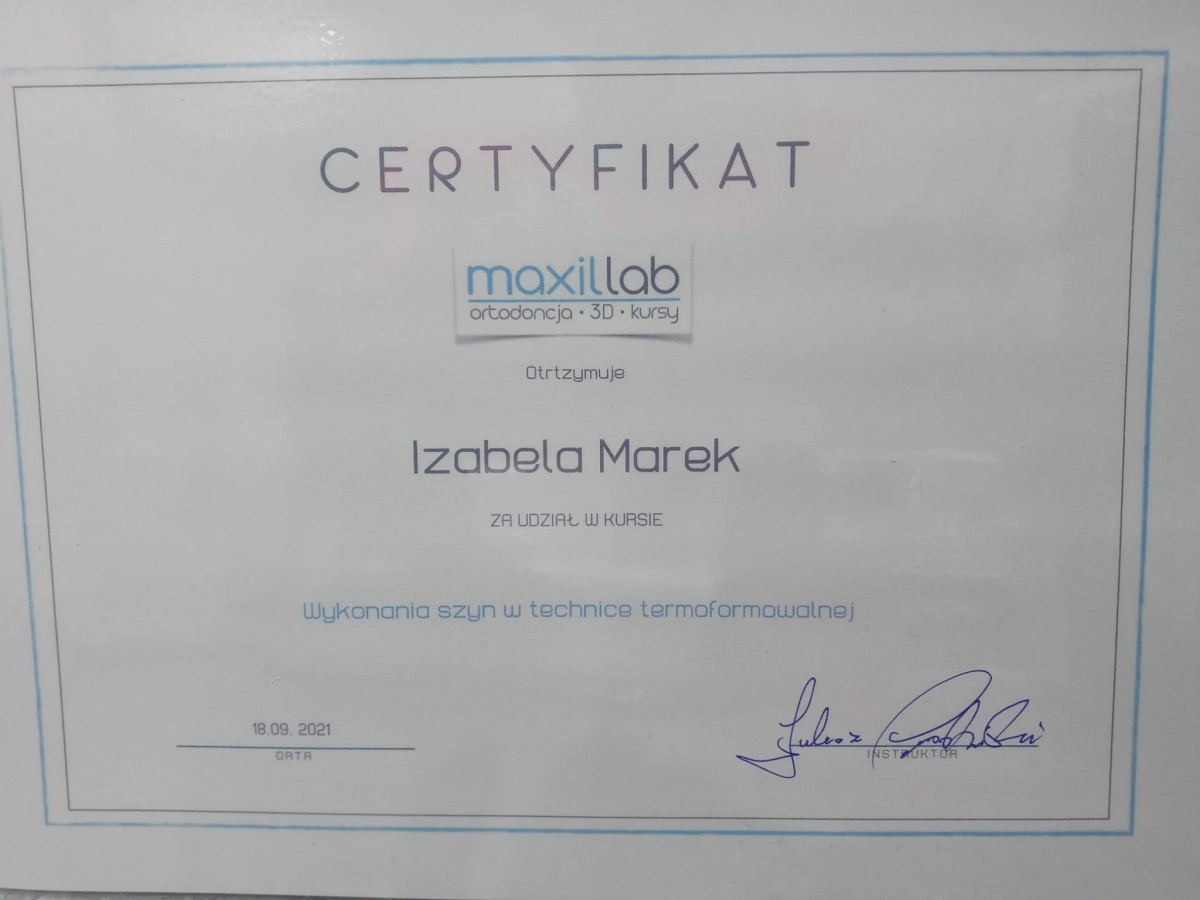 CERTYFIKAT
maxillab
ortodoncja • 3D • kursy
Otrtzymuje
Izabela Marek
ZA UDZIAŁ W KURSIE
Wykonania szyn w technice termoformowalnej
18.09. 2021
DATA
Łukasz
INSTRUKTOR